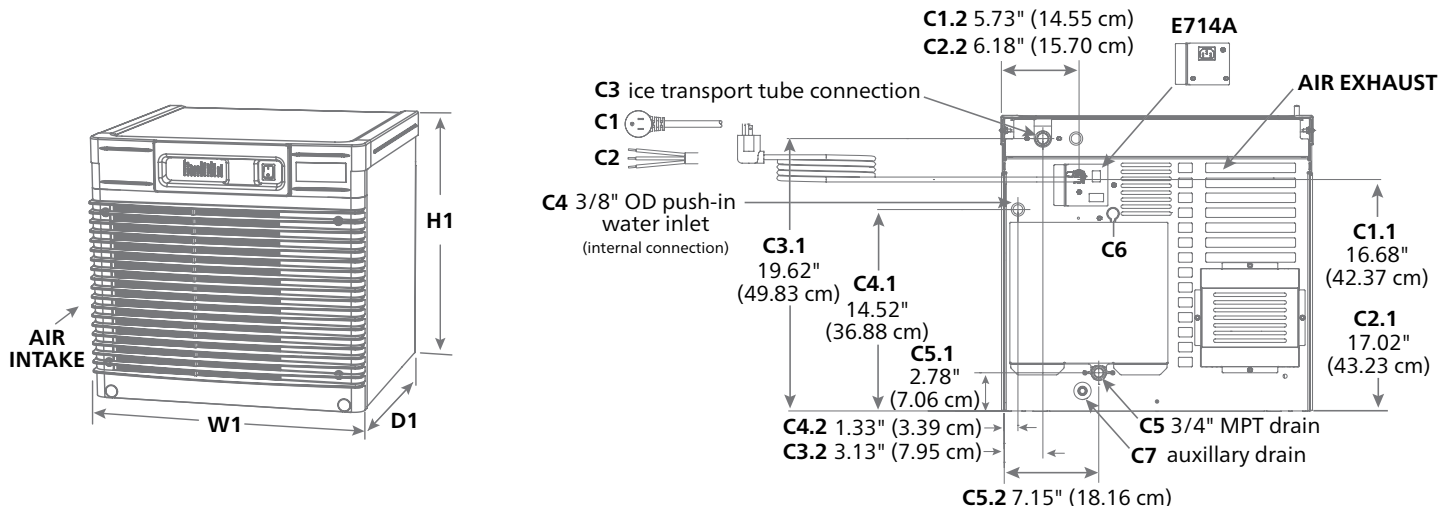 AIR
INTAKE
W1
D1
H1
C1.2 5.73" (14.55 cm)
C2.2 6.18" (15.70 cm)
E714A
AIR EXHAUST
C3 ice transport tube connection
C1
C2
C4 3/8" OD push-in
water inlet
(internal connection)
C3.1
19.62"
(49.83 cm)
C4.1
14.52"
(36.88 cm)
C5.1
2.78"
(7.06 cm)
C6
C1.1
16.68"
(42.37 cm)
C2.1
17.02"
(43.23 cm)
C4.2 1.33" (3.39 cm)
C3.2 3.13" (7.95 cm)
C5 3/4" MPT drain
C7 auxillary drain
C5.2 7.15" (18.16 cm)